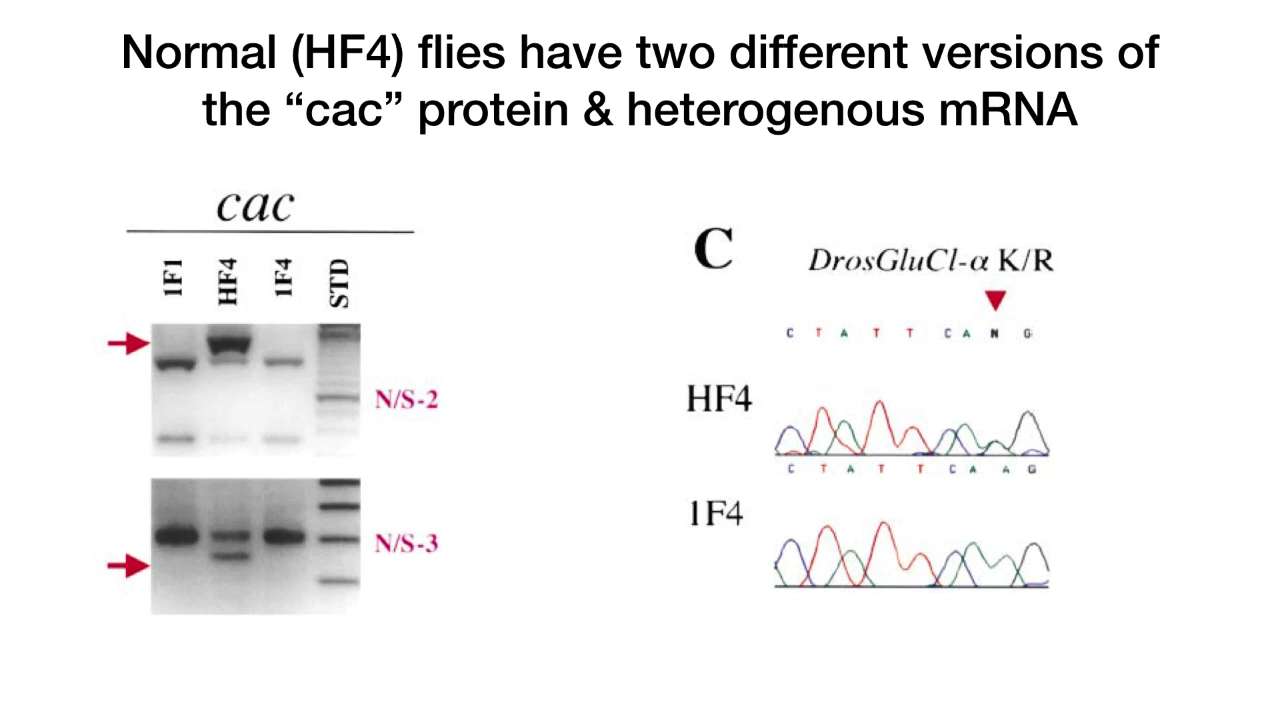 Normal (HF4) flies have two different versions of
the “cac” protein & heterogenous mRNA
cac
1F1 HF4 1F4 STD
N/S-2
N/S-3
C
DrosGluCl-α K/R
C T A T T C A N G
HF4
C T A T T C A A G
1F4